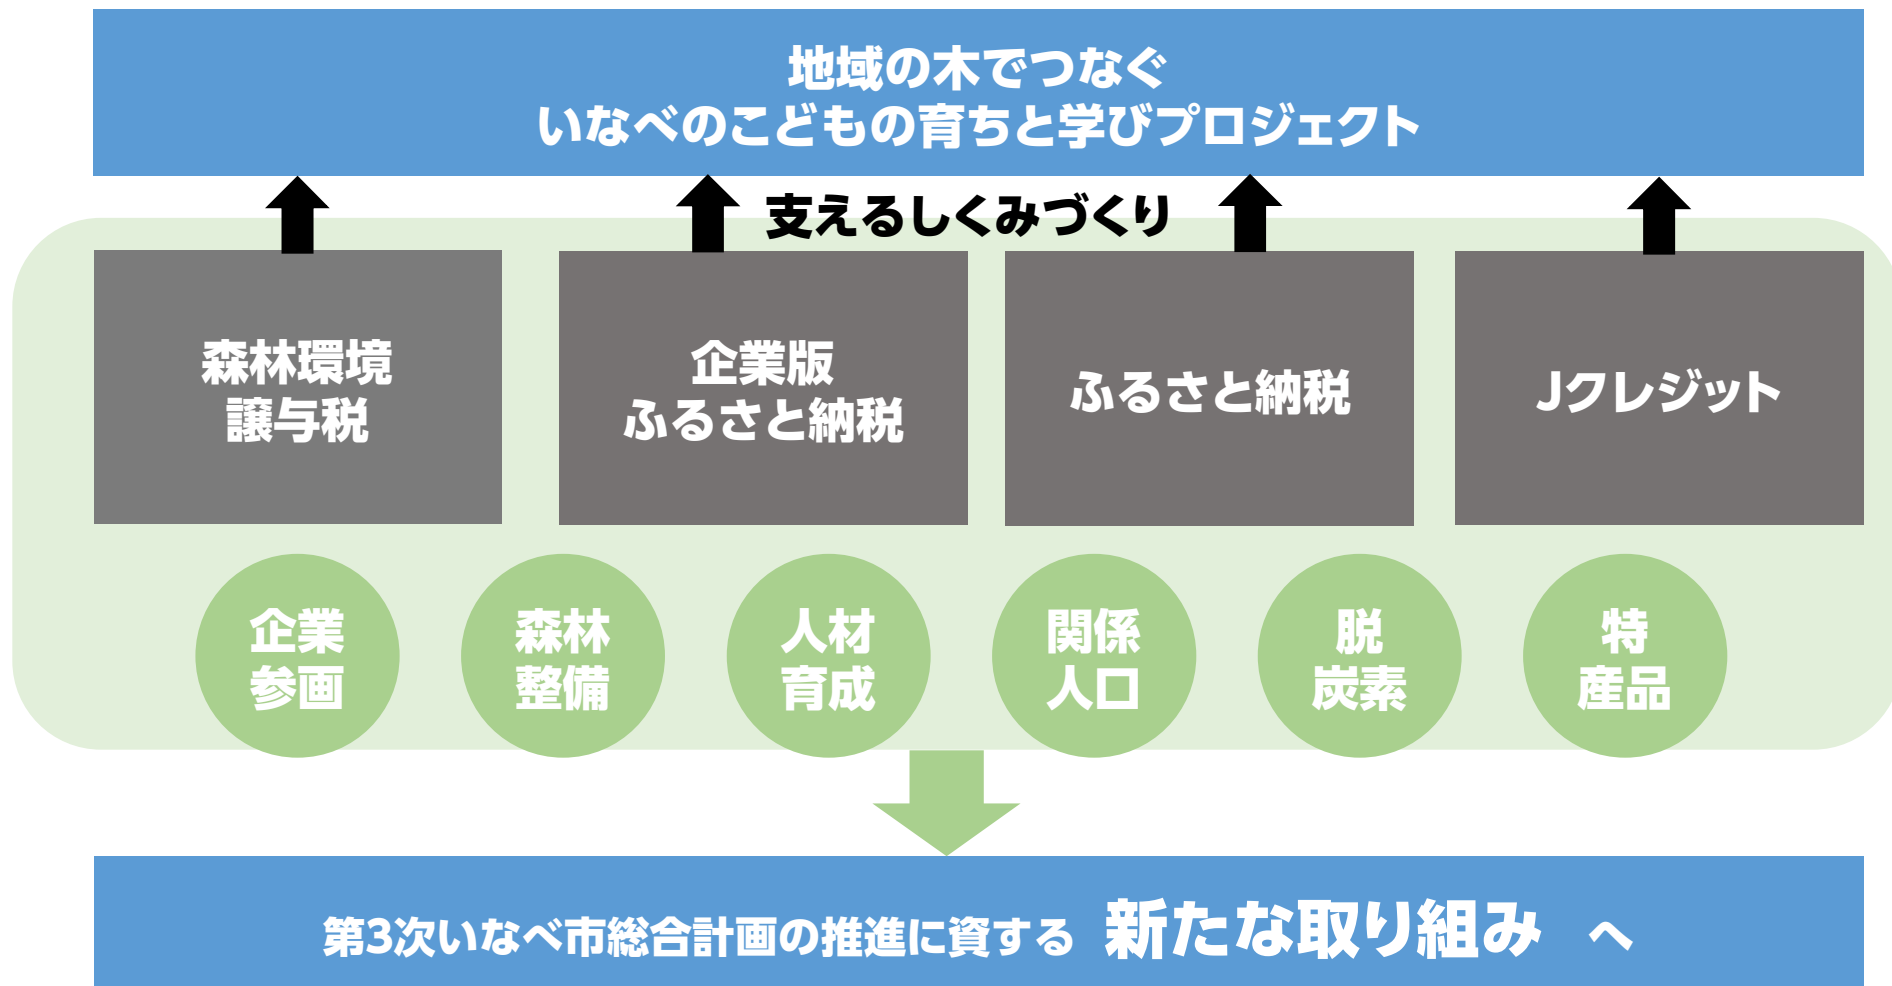 地域の木でつなぐ
いなべのこどもの育ちと学びプロジェクト
支えるしくみづくり
森林環境
譲与税
企業版
ふるさと納税
ふるさと納税
Jクレジット
企業
参画
森林
整備
人材
育成
関係
人口
脱
炭素
特
産品
第3次いなべ市総合計画の推進に資する 新たな取り組み へ